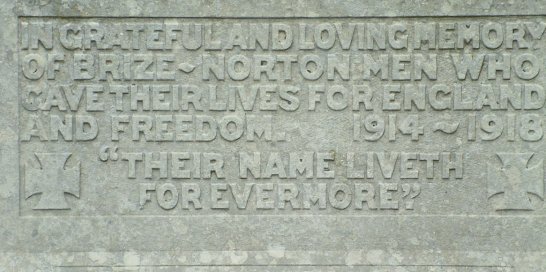 IN GRATEFUL AND LOVING MEMORY
OF BRIZE~NORTON MEN WHO
GAVE THEIR LIVES FOR ENGLAND
AND FREEDOM. 1914~1918
"THEIR NAME LIVETH
FOR EVERMORE"